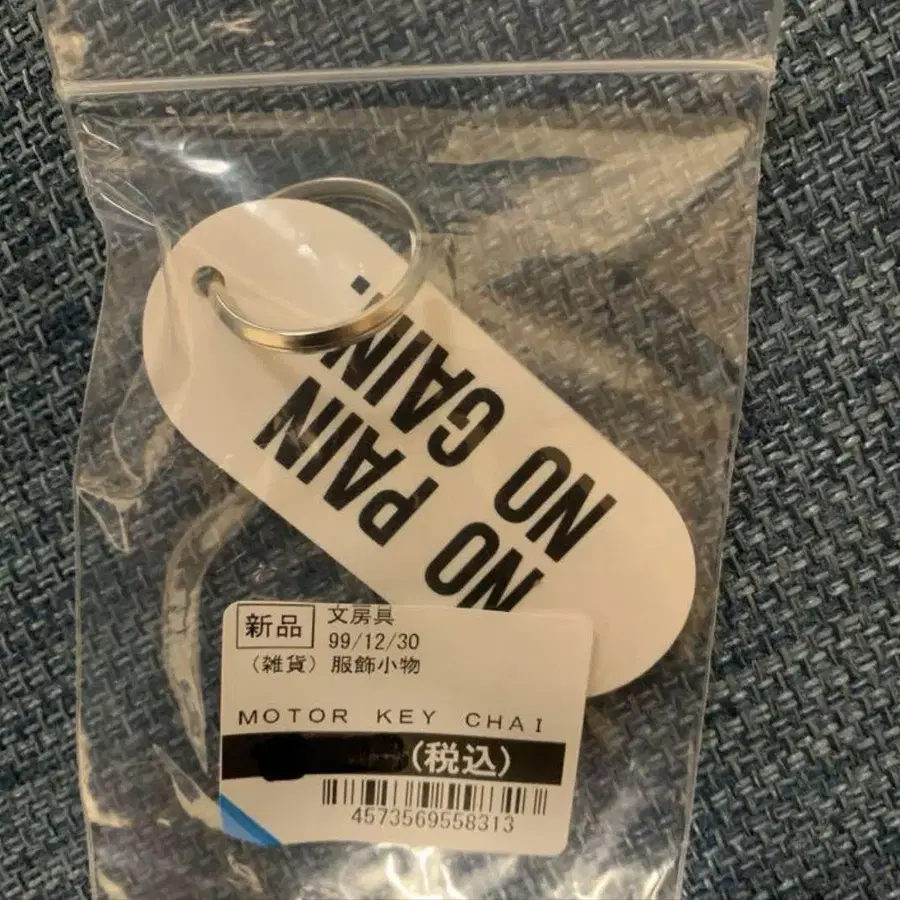 NO PAIN
NO GAIN.
新品
文房具
99/12/30
（雑貨）服飾小物
MOTOR KEY CHAI
(税込)
4573569558313